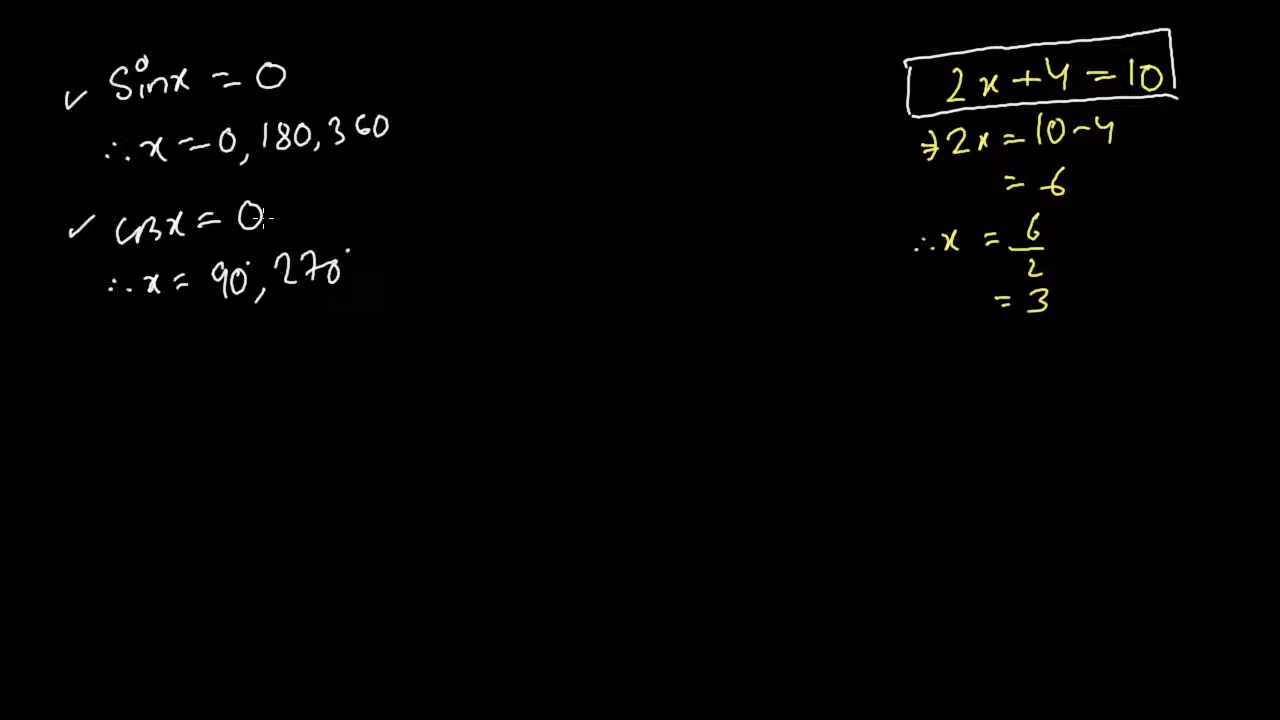 Sinx = 0
∴ x = 0, 180, 360
cosx = 0
∴ x = 90°, 270°
2x + 4 = 10
⇒ 2x = 10 - 4
= 6
∴ x = 6/2
= 3